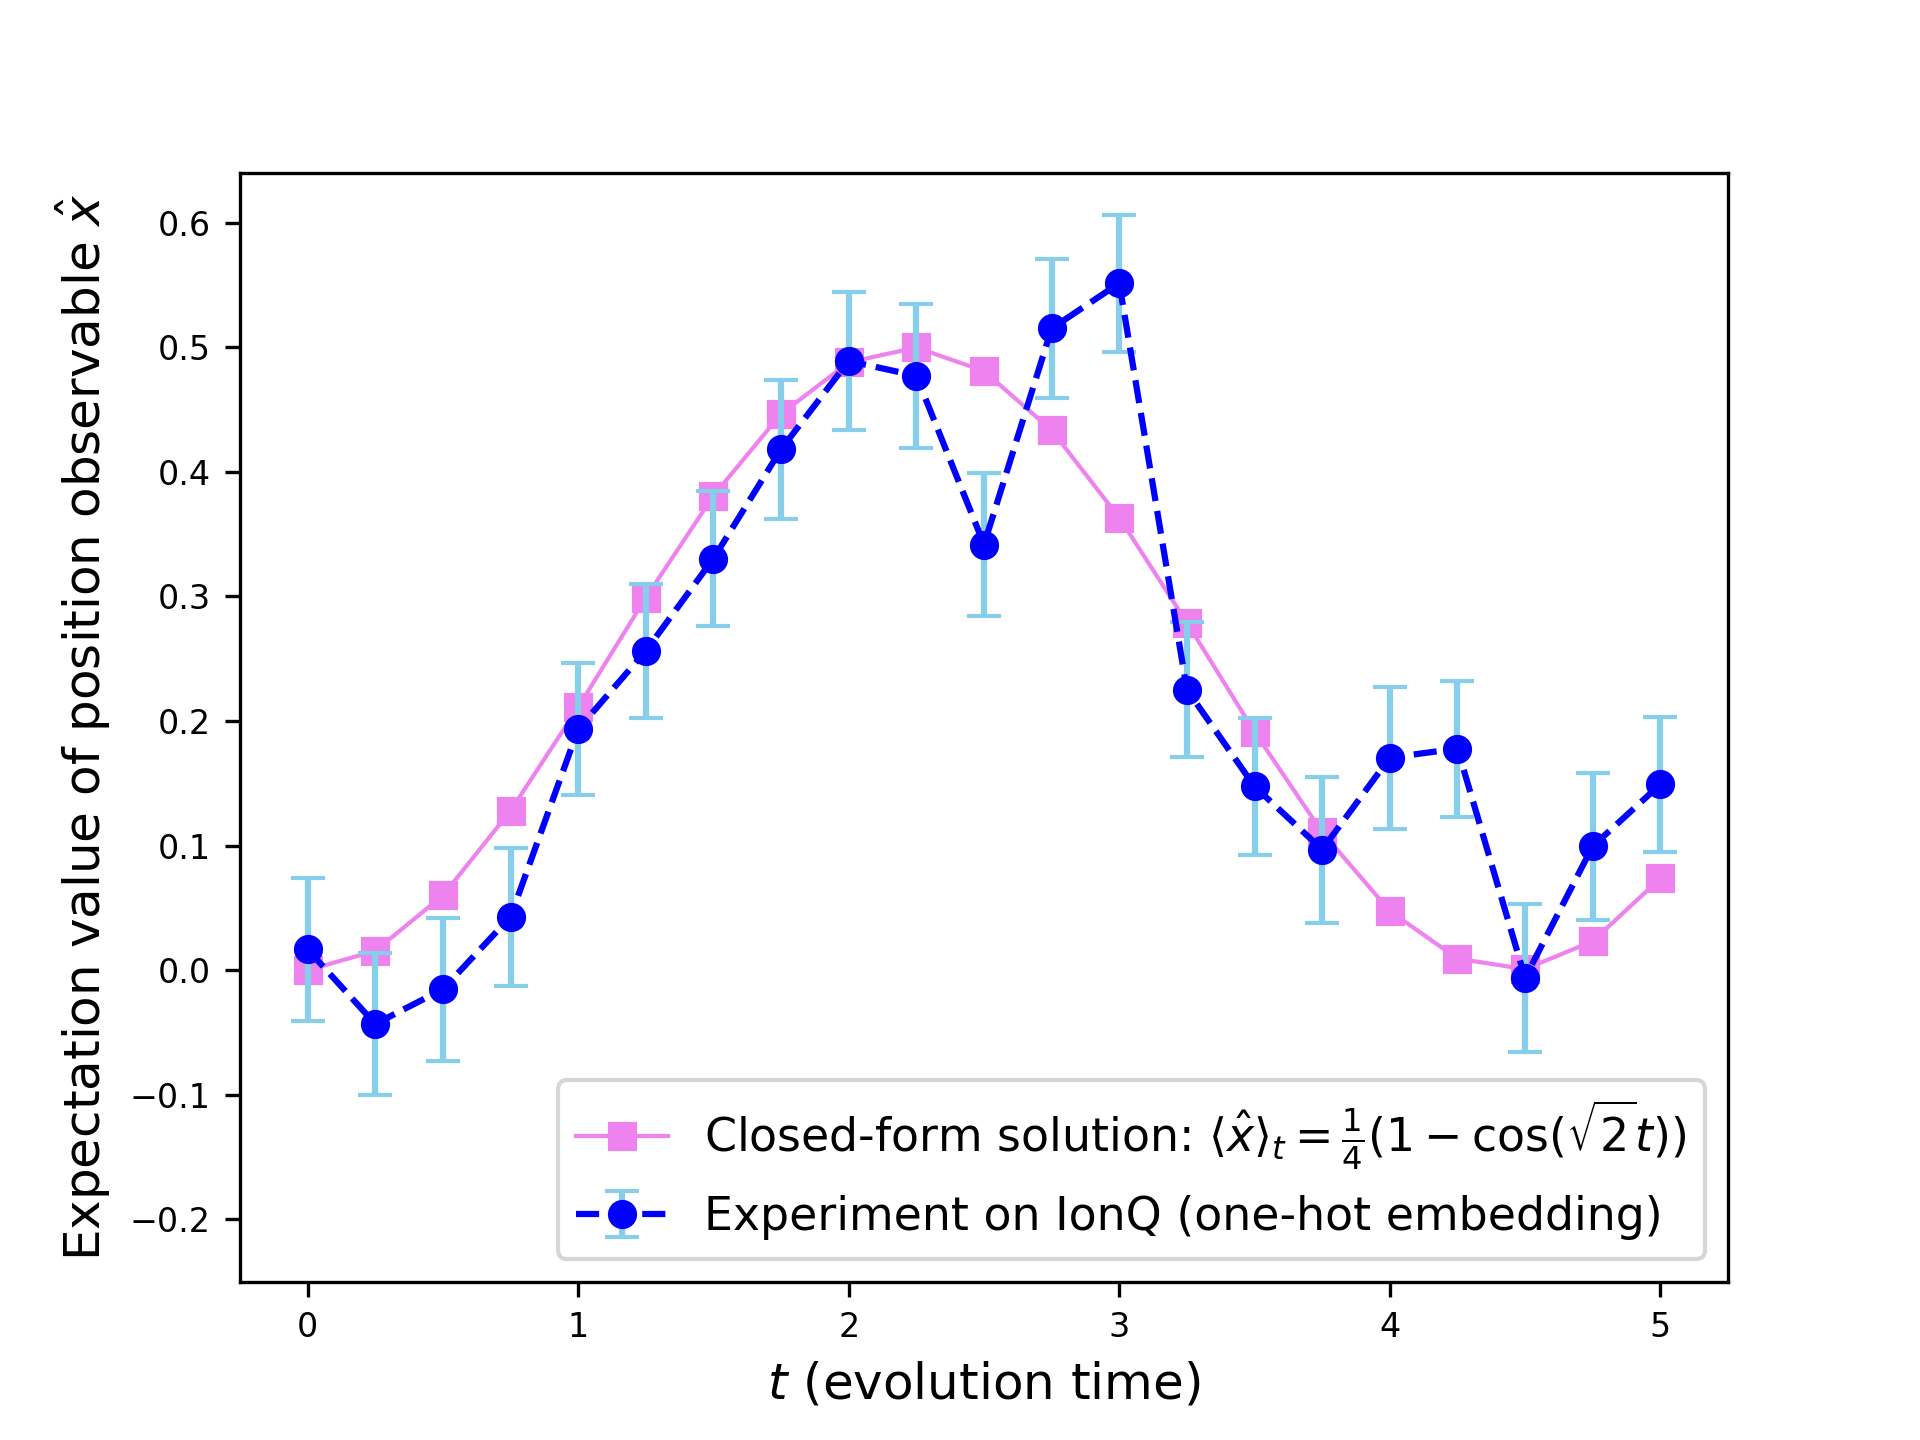 Expectation value of position observable x̂
0.6
0.5
0.4
0.3
0.2
0.1
0.0
−0.1
−0.2
Closed-form solution: ⟨x̂⟩ₜ = 1/4(1 − cos(√2t))
Experiment on IonQ (one-hot embedding)
0 1 2 3 4 5
t (evolution time)